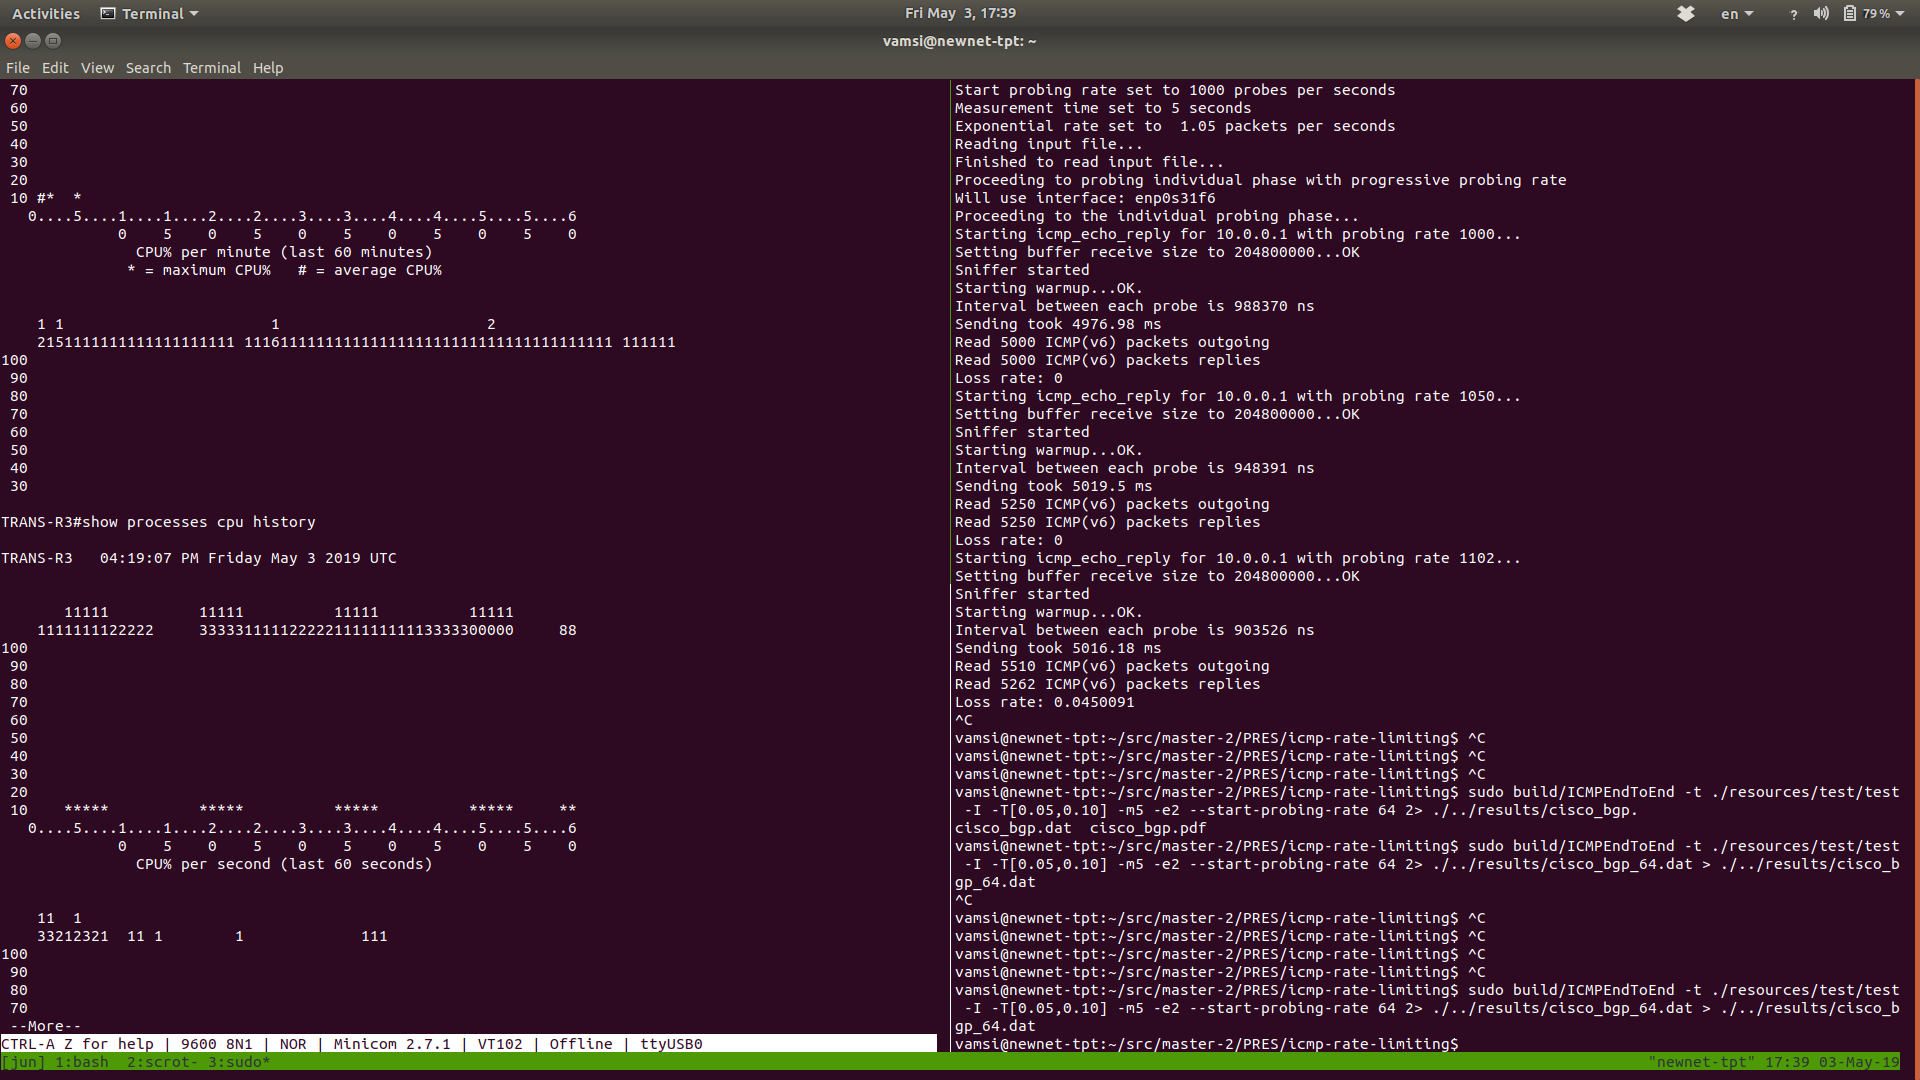 Activities Terminal Fri May 3, 17:39 en ? 79%
vamsi@newnet-tpt: ~
File Edit View Search Terminal Help
 70
 60
 50
 40
 30
 20
 10 #*  *
   0....5....1....1....2....2....3....3....4....4....5....5....6
             0    5    0    5    0    5    0    5    0    5    0
               CPU% per minute (last 60 minutes)
              * = maximum CPU%   # = average CPU%
    1 1                       1                       2
    2151111111111111111111 11161111111111111111111111111111111111111 111111
100
 90
 80
 70
 60
 50
 40
 30
TRANS-R3#show processes cpu history
TRANS-R3   04:19:07 PM Friday May 3 2019 UTC
       11111          11111          11111          11111
    1111111122222     33333111112222211111111113333300000     88
100
 90
 80
 70
 60
 50
 40
 30
 20
 10    *****          *****          *****          *****     **
   0....5....1....1....2....2....3....3....4....4....5....5....6
             0    5    0    5    0    5    0    5    0    5    0
               CPU% per second (last 60 seconds)
    11  1
    33212321  11 1        1             111
100
 90
 80
 70
 --More--
CTRL-A Z for help | 9600 8N1 | NOR | Minicom 2.7.1 | VT102 | Offline | ttyUSB0
Start probing rate set to 1000 probes per seconds
Measurement time set to 5 seconds
Exponential rate set to  1.05 packets per seconds
Reading input file...
Finished to read input file...
Proceeding to probing individual phase with progressive probing rate
Will use interface: enp0s31f6
Proceeding to the individual probing phase...
Starting icmp_echo_reply for 10.0.0.1 with probing rate 1000...
Setting buffer receive size to 204800000...OK
Sniffer started
Starting warmup...OK.
Interval between each probe is 988370 ns
Sending took 4976.98 ms
Read 5000 ICMP(v6) packets outgoing
Read 5000 ICMP(v6) packets replies
Loss rate: 0
Starting icmp_echo_reply for 10.0.0.1 with probing rate 1050...
Setting buffer receive size to 204800000...OK
Sniffer started
Starting warmup...OK.
Interval between each probe is 948391 ns
Sending took 5019.5 ms
Read 5250 ICMP(v6) packets outgoing
Read 5250 ICMP(v6) packets replies
Loss rate: 0
Starting icmp_echo_reply for 10.0.0.1 with probing rate 1102...
Setting buffer receive size to 204800000...OK
Sniffer started
Starting warmup...OK.
Interval between each probe is 903526 ns
Sending took 5016.18 ms
Read 5510 ICMP(v6) packets outgoing
Read 5262 ICMP(v6) packets replies
Loss rate: 0.0450091
^C
vamsi@newnet-tpt:~/src/master-2/PRES/icmp-rate-limiting$ ^C
vamsi@newnet-tpt:~/src/master-2/PRES/icmp-rate-limiting$ ^C
vamsi@newnet-tpt:~/src/master-2/PRES/icmp-rate-limiting$ ^C
vamsi@newnet-tpt:~/src/master-2/PRES/icmp-rate-limiting$ sudo build/ICMPEndToEnd -t ./resources/test/test
 -I -T[0.05,0.10] -m5 -e2 --start-probing-rate 64 2> ./../results/cisco_bgp.
cisco_bgp.dat  cisco_bgp.pdf
vamsi@newnet-tpt:~/src/master-2/PRES/icmp-rate-limiting$ sudo build/ICMPEndToEnd -t ./resources/test/test
 -I -T[0.05,0.10] -m5 -e2 --start-probing-rate 64 2> ./../results/cisco_bgp_64.dat > ./../results/cisco_b
gp_64.dat
^C
vamsi@newnet-tpt:~/src/master-2/PRES/icmp-rate-limiting$ ^C
vamsi@newnet-tpt:~/src/master-2/PRES/icmp-rate-limiting$ ^C
vamsi@newnet-tpt:~/src/master-2/PRES/icmp-rate-limiting$ ^C
vamsi@newnet-tpt:~/src/master-2/PRES/icmp-rate-limiting$ ^C
vamsi@newnet-tpt:~/src/master-2/PRES/icmp-rate-limiting$ sudo build/ICMPEndToEnd -t ./resources/test/test
 -I -T[0.05,0.10] -m5 -e2 --start-probing-rate 64 2> ./../results/cisco_bgp_64.dat > ./../results/cisco_b
gp_64.dat
vamsi@newnet-tpt:~/src/master-2/PRES/icmp-rate-limiting$
[jun] 1:bash  2:scrot- 3:sudo* "newnet-tpt" 17:39 03-May-19